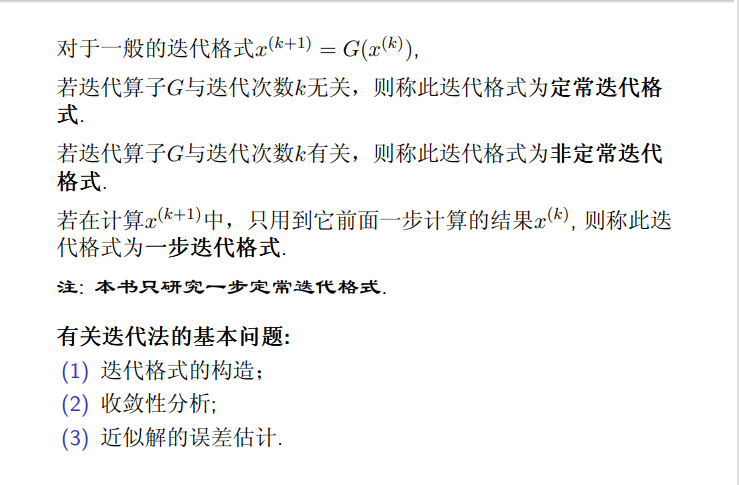 对于一般的迭代格式x^{(k+1)} = G(x^{(k)}),
若迭代算子G与迭代次数k无关，则称此迭代格式为定常迭代格
式.
若迭代算子G与迭代次数k有关，则称此迭代格式为非定常迭代
格式.
若在计算x^{(k+1)}中，只用到它前面一步计算的结果x^{(k)}, 则称此迭
代格式为一步迭代格式.
注: 本书只研究一步定常迭代格式.
有关迭代法的基本问题:
(1) 迭代格式的构造；
(2) 收敛性分析;
(3) 近似解的误差估计.